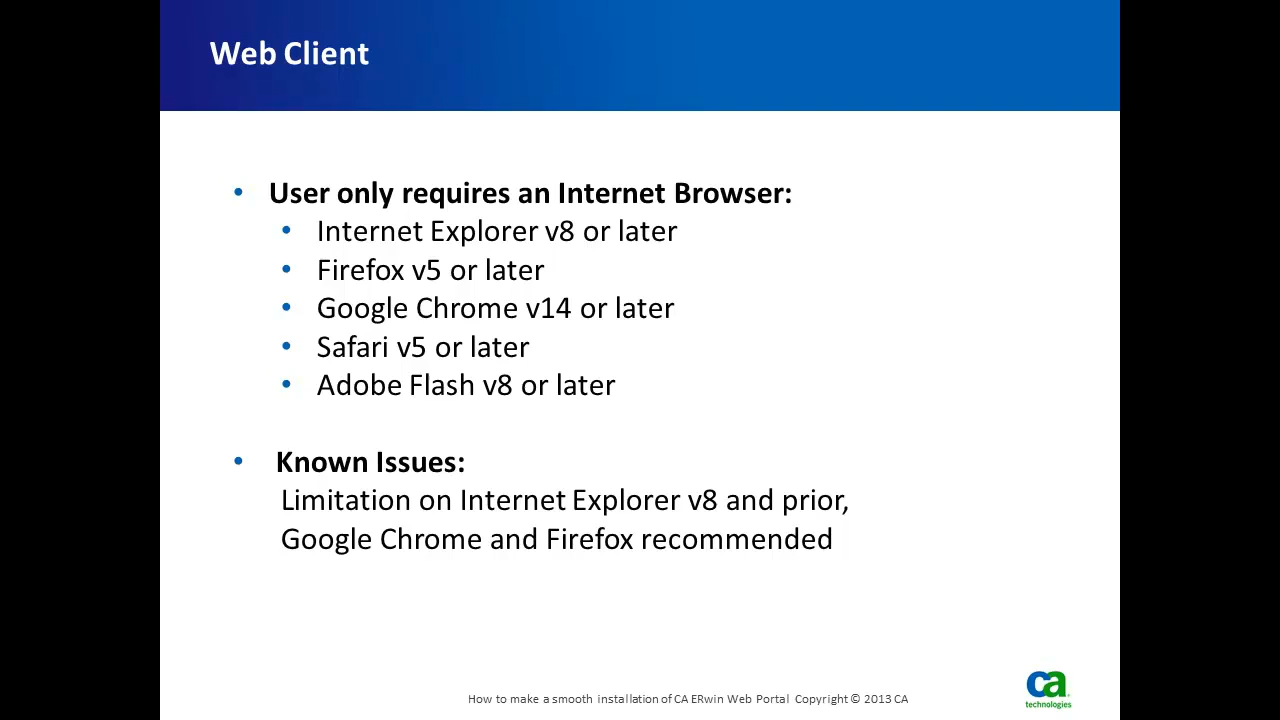 Web Client
• User only requires an Internet Browser:
• Internet Explorer v8 or later
• Firefox v5 or later
• Google Chrome v14 or later
• Safari v5 or later
• Adobe Flash v8 or later
• Known Issues:
Limitation on Internet Explorer v8 and prior,
Google Chrome and Firefox recommended
How to make a smooth installation of CA ERwin Web Portal Copyright © 2013 CA
ca
technologies